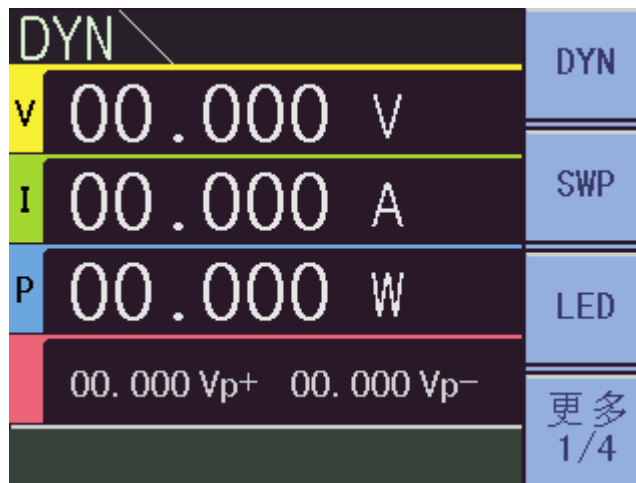 DYN
V 00.000 V
I 00.000 A
P 00.000 W
00.000 Vp+ 00.000 Vp-
DYN
SWP
LED
更多
1/4